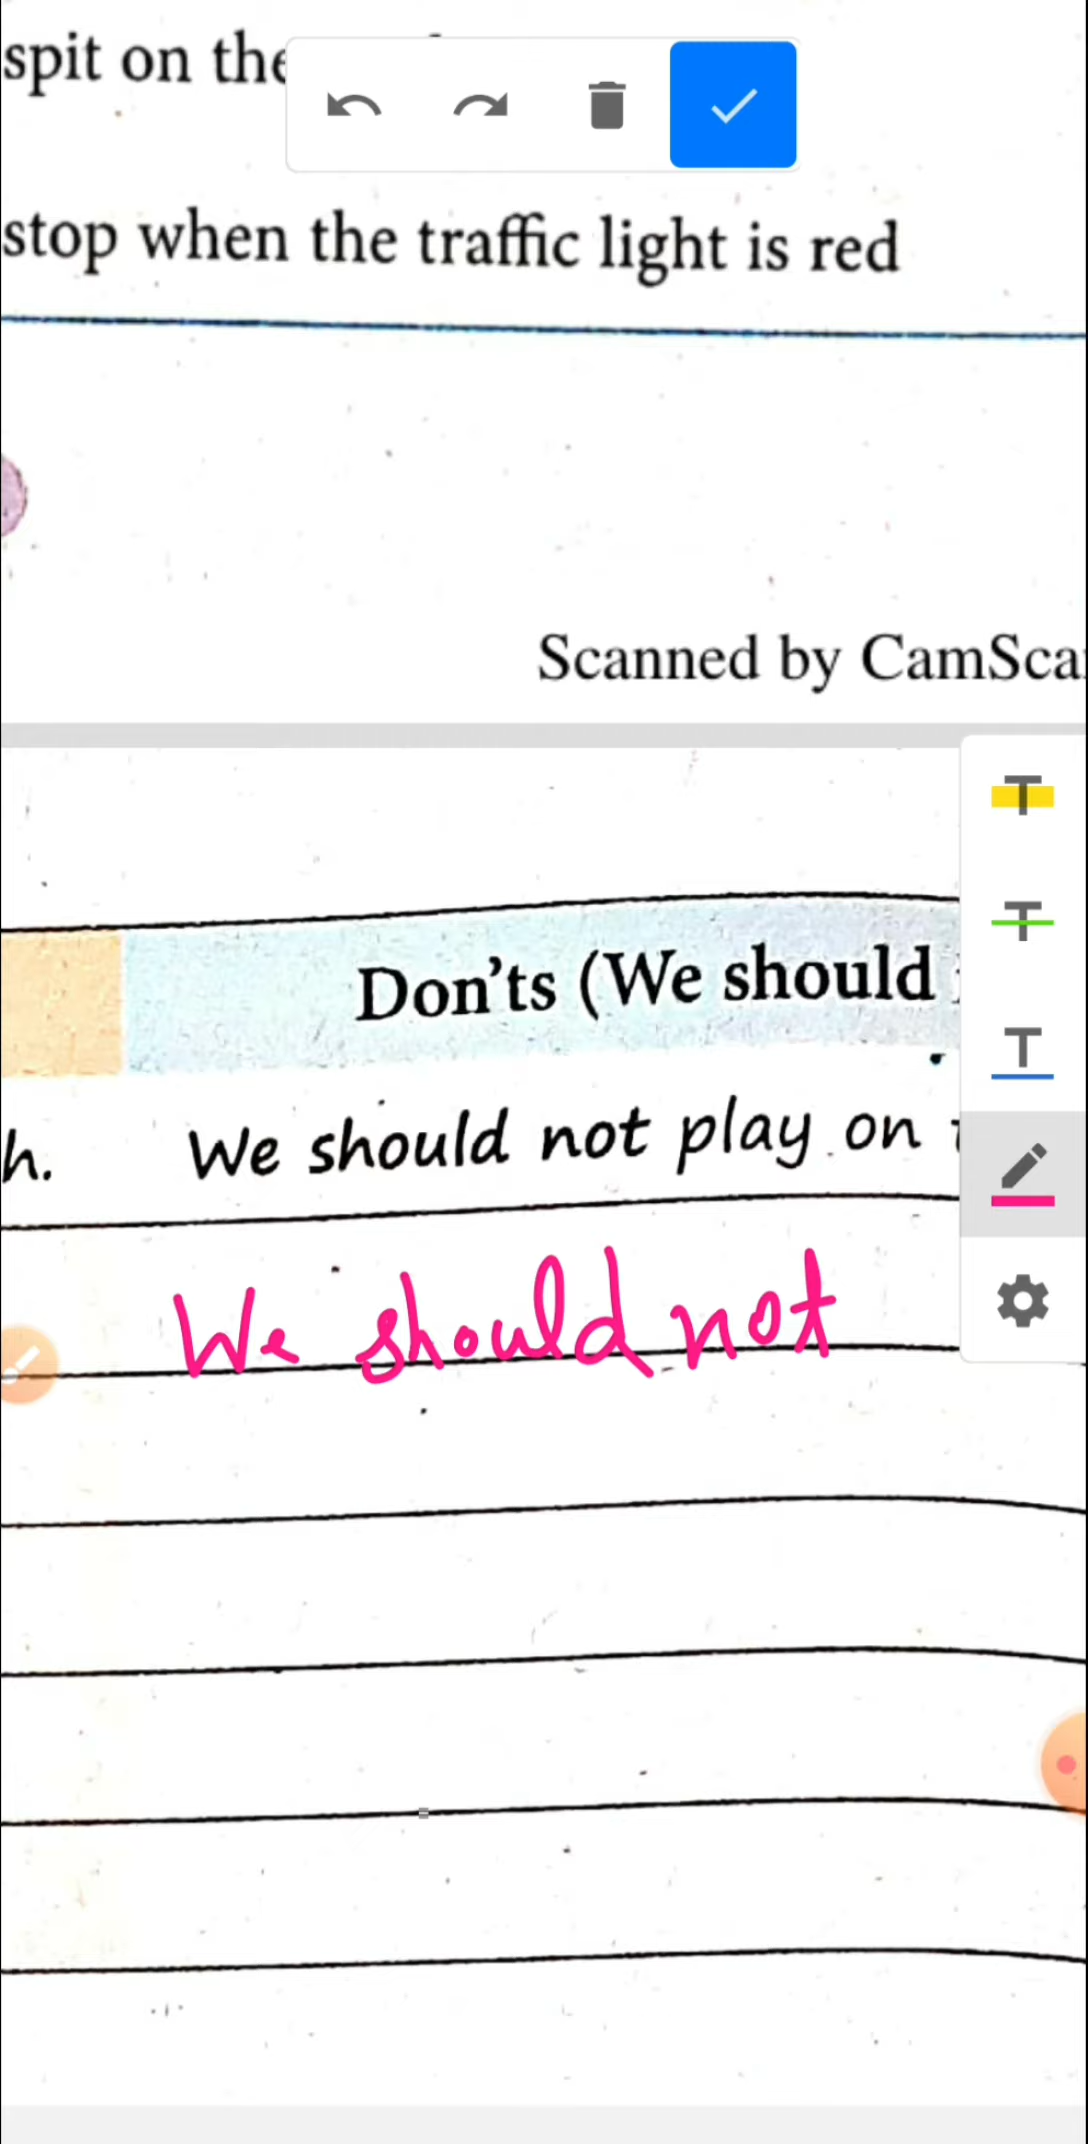 spit on the
stop when the traffic light is red
Scanned by CamSca
Don'ts (We should
h. We should not play on
We should not